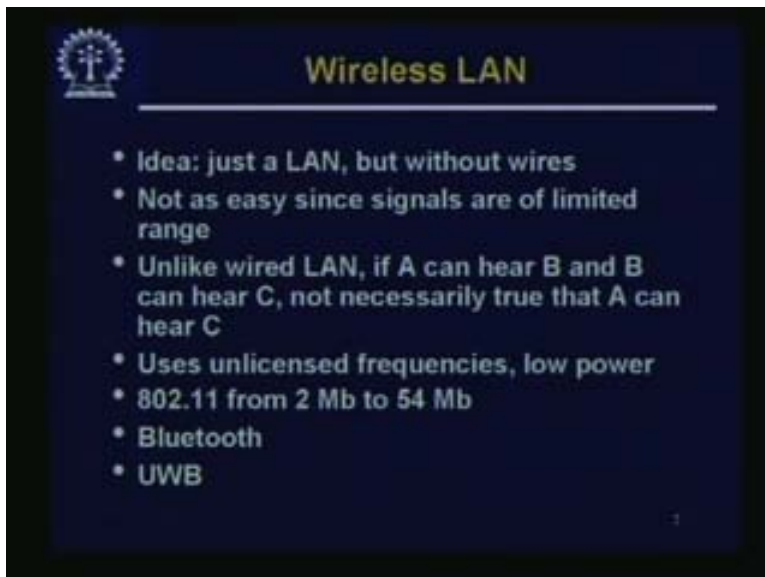 Wireless LAN
• Idea: just a LAN, but without wires
• Not as easy since signals are of limited
range
• Unlike wired LAN, if A can hear B and B
can hear C, not necessarily true that A can
hear C
• Uses unlicensed frequencies, low power
• 802.11 from 2 Mb to 54 Mb
• Bluetooth
• UWB